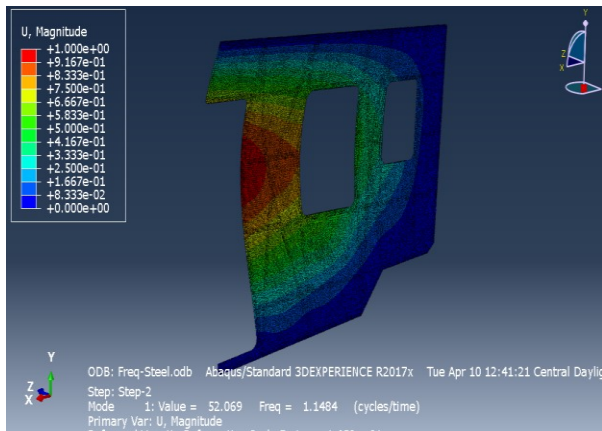 U, Magnitude
+1.000e+00
+9.167e-01
+8.333e-01
+7.500e-01
+6.667e-01
+5.833e-01
+5.000e-01
+4.167e-01
+3.333e-01
+2.500e-01
+1.667e-01
+8.333e-02
+0.000e+00
Y
Z
X
Y
Z
X
ODB: Freq-Steel.odb Abaqus/Standard 3DEXPERIENCE R2017x Tue Apr 10 12:41:21 Central Daylig
Step: Step-2
Mode 1: Value = 52.069 Freq = 1.1484 (cycles/time)
Primary Var: U, Magnitude